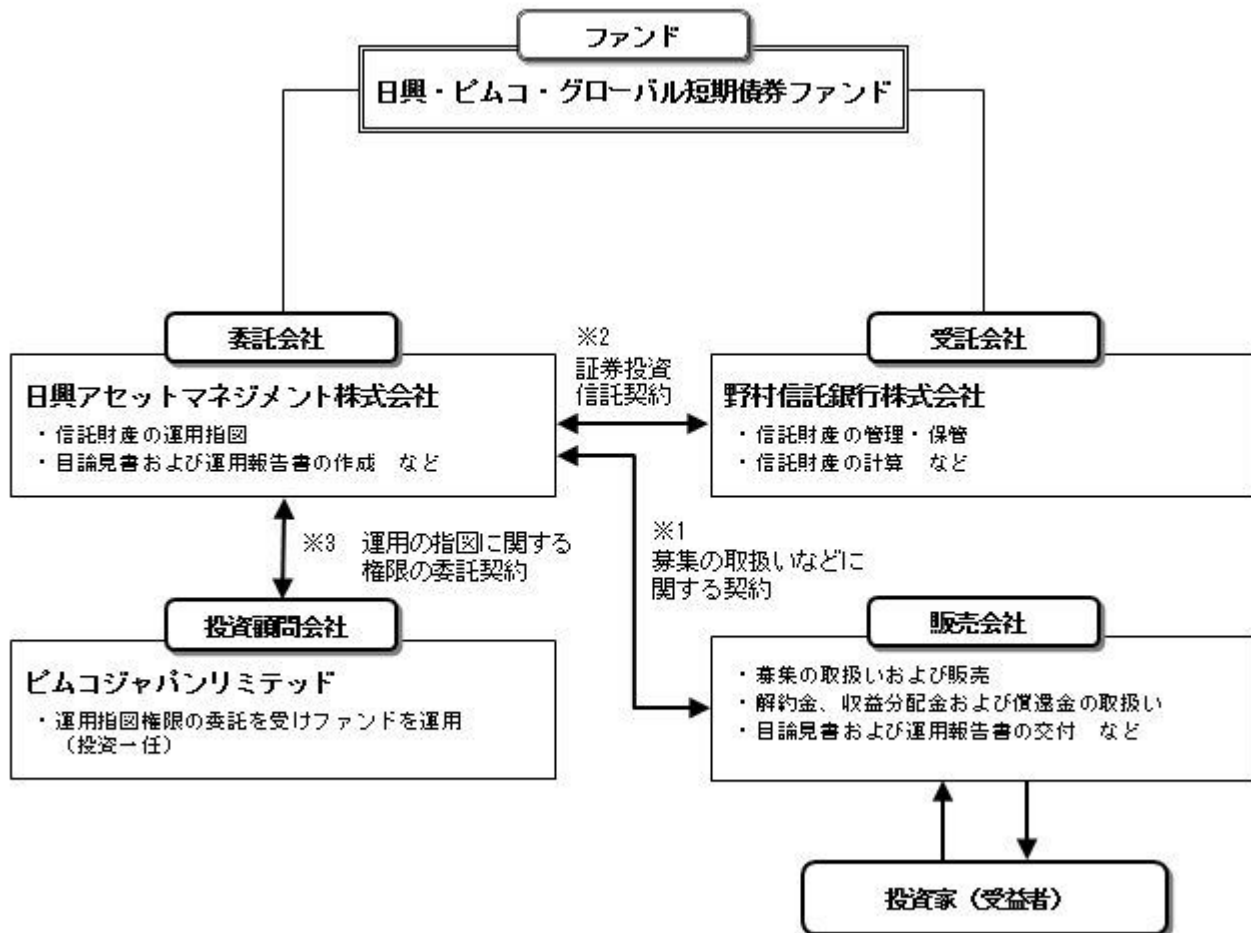 ファンド
日興・ピムコ・グローバル短期債券ファンド
委託会社
日興アセットマネジメント株式会社
・信託財産の運用指図
・目論見書および運用報告書の作成　など
※2
証券投資
信託契約
受託会社
野村信託銀行株式会社
・信託財産の管理・保管
・信託財産の計算　など
※3　運用の指図に関する
権限の委託契約
※1
募集の取扱いなどに
関する契約
投資顧問会社
ピムコジャパンリミテッド
・運用指図権限の委託を受けファンドを運用
（投資一任）
販売会社
・募集の取扱いおよび販売
・解約金、収益分配金および償還金の取扱い
・目論見書および運用報告書の交付　など
投資家（受益者）